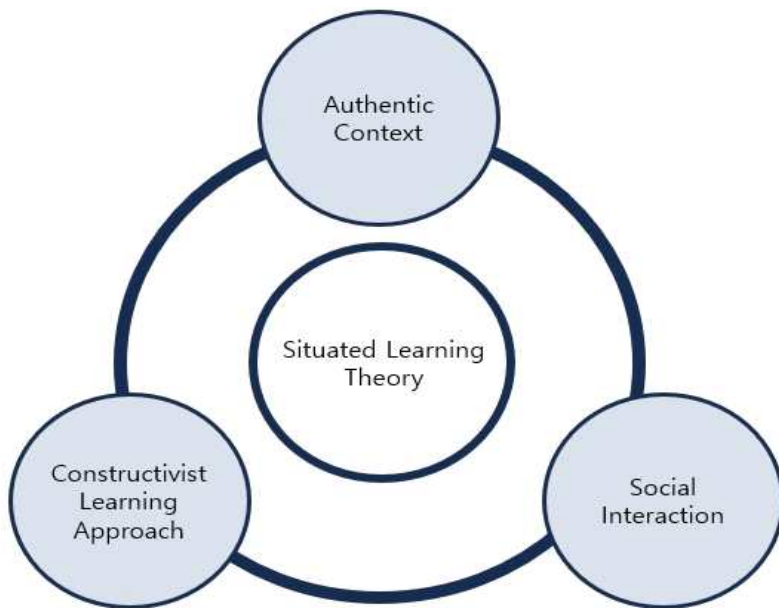 Authentic
Context
Situated Learning
Theory
Constructivist
Learning
Approach
Social
Interaction